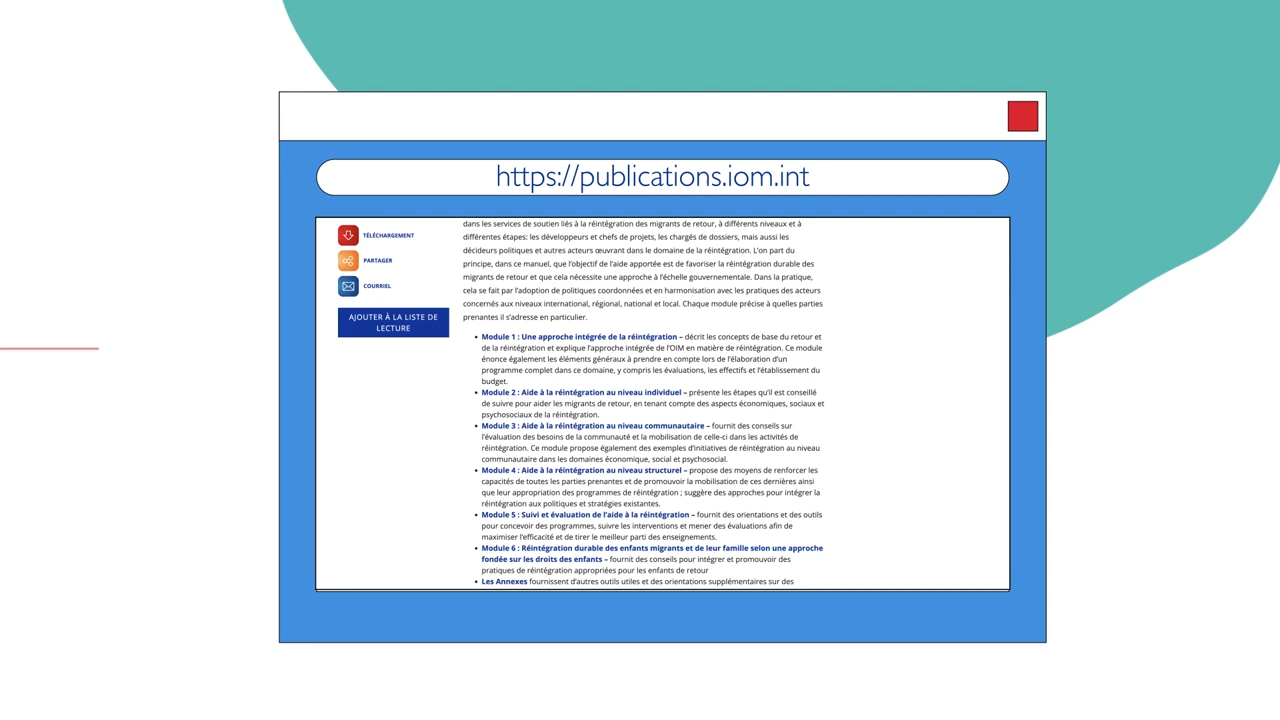 https://publications.iom.int
TÉLÉCHARGEMENT
PARTAGER
COURRIEL
AJOUTER À LA LISTE DE
LECTURE
dans les services de soutien liés à la réintégration des migrants de retour, à différents niveaux et à
différentes étapes: les développeurs et chefs de projets, les chargés de dossiers, mais aussi les
décideurs politiques et autres acteurs œuvrant dans le domaine de la réintégration. L'on part du
principe, dans ce manuel, que l'objectif de l'aide apportée est de favoriser la réintégration durable des
migrants de retour et que cela nécessite une approche à l'échelle gouvernementale. Dans la pratique,
cela se fait par l'adoption de politiques coordonnées et en harmonisation avec les pratiques des acteurs
concernés aux niveaux international, régional, national et local. Chaque module précise à quelles parties
prenantes il s'adresse en particulier.
• Module 1 : Une approche intégrée de la réintégration – décrit les concepts de base du retour et
de la réintégration et explique l'approche intégrée de l'OIM en matière de réintégration. Ce module
énonce également les éléments généraux à prendre en compte lors de l'élaboration d'un
programme complet dans ce domaine, y compris les évaluations, les effectifs et l'établissement du
budget.
• Module 2 : Aide à la réintégration au niveau individuel – présente les étapes qu'il est conseillé
de suivre pour aider les migrants de retour, en tenant compte des aspects économiques, sociaux et
psychosociaux de la réintégration.
• Module 3 : Aide à la réintégration au niveau communautaire – fournit des conseils sur
l'évaluation des besoins de la communauté et la mobilisation de celle-ci dans les activités de
réintégration. Ce module propose également des exemples d'initiatives de réintégration au niveau
communautaire dans les domaines économique, social et psychosocial.
• Module 4 : Aide à la réintégration au niveau structurel – propose des moyens de renforcer les
capacités de toutes les parties prenantes et de promouvoir la mobilisation de ces dernières ainsi
que leur appropriation des programmes de réintégration ; suggère des approches pour intégrer la
réintégration aux politiques et stratégies existantes.
• Module 5 : Suivi et évaluation de l'aide à la réintégration – fournit des orientations et des outils
pour concevoir des programmes, suivre les interventions et mener des évaluations afin de
maximiser l'efficacité et de tirer le meilleur parti des enseignements.
• Module 6 : Réintégration durable des enfants migrants et de leur famille selon une approche
fondée sur les droits des enfants – fournit des conseils pour intégrer et promouvoir des
pratiques de réintégration appropriées pour les enfants de retour
• Les Annexes fournissent d'autres outils utiles et des orientations supplémentaires sur des